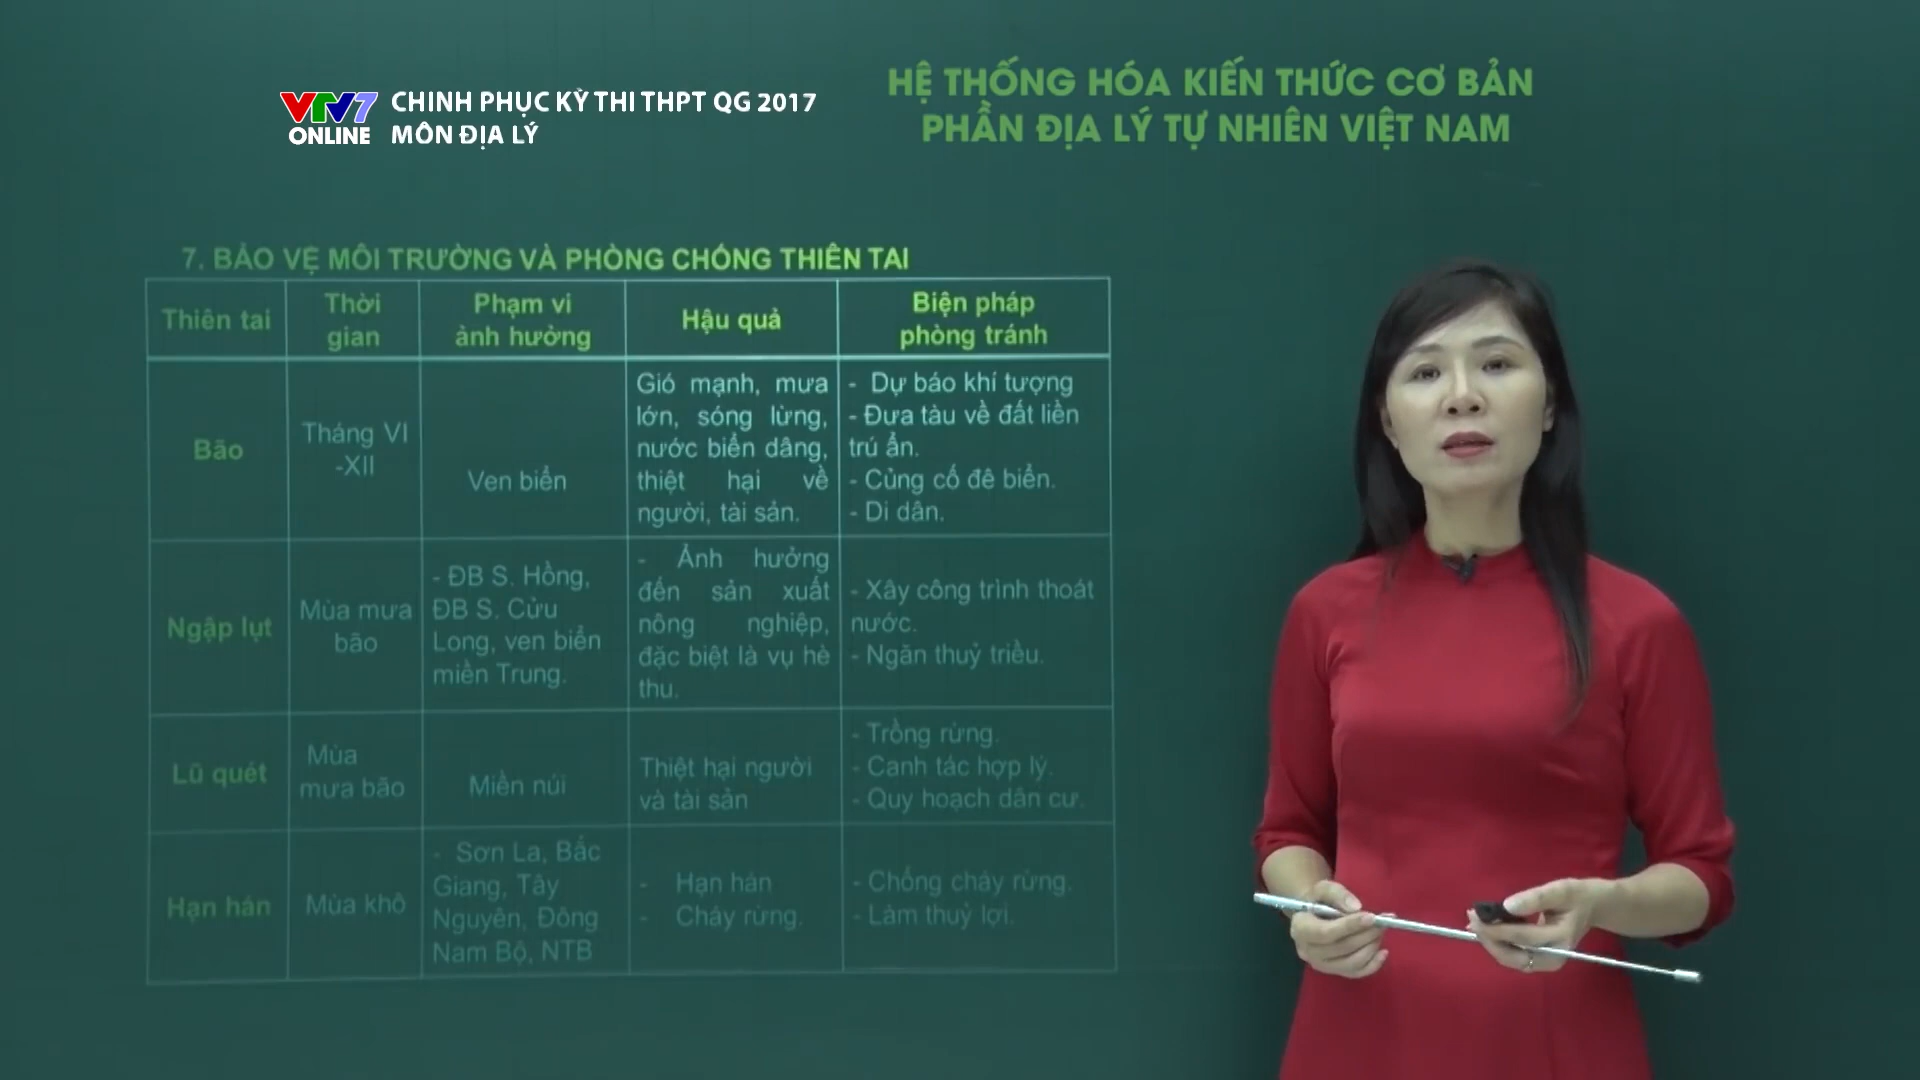 VTV7
ONLINE
CHINH PHỤC KỲ THI THPT QG 2017
MÔN ĐỊA LÝ
HỆ THỐNG HÓA KIẾN THỨC CƠ BẢN
PHẦN ĐỊA LÝ TỰ NHIÊN VIỆT NAM
7. BẢO VỆ MÔI TRƯỜNG VÀ PHÒNG CHỐNG THIÊN TAI
Thiên tai
Thời
gian
Phạm vi
ảnh hưởng
Hậu quả
Biện pháp
phòng tránh
Bão
Tháng VI
-XII
Ven biển
Gió mạnh, mưa
lớn, sóng lừng,
nước biển dâng,
thiệt hại về
người, tài sản.
- Dự báo khí tượng
- Đưa tàu về đất liền
trú ẩn.
- Củng cố đê biển.
- Di dân.
Ngập lụt
Mùa mưa
bão
- ĐB S. Hồng,
ĐB S. Cửu
Long, ven biển
miền Trung.
- Ảnh hưởng
đến sản xuất
nông nghiệp,
đặc biệt là vụ hè
thu.
- Xây công trình thoát
nước.
- Ngăn thuỷ triều.
Lũ quét
Mùa
mưa bão
Miền núi
Thiệt hại người
và tài sản
- Trồng rừng.
- Canh tác hợp lý.
- Quy hoạch dân cư.
Hạn hán
Mùa khô
- Sơn La, Bắc
Giang, Tây
Nguyên, Đông
Nam Bộ, NTB
- Hạn hán
- Cháy rừng.
- Chống cháy rừng.
- Làm thuỷ lợi.